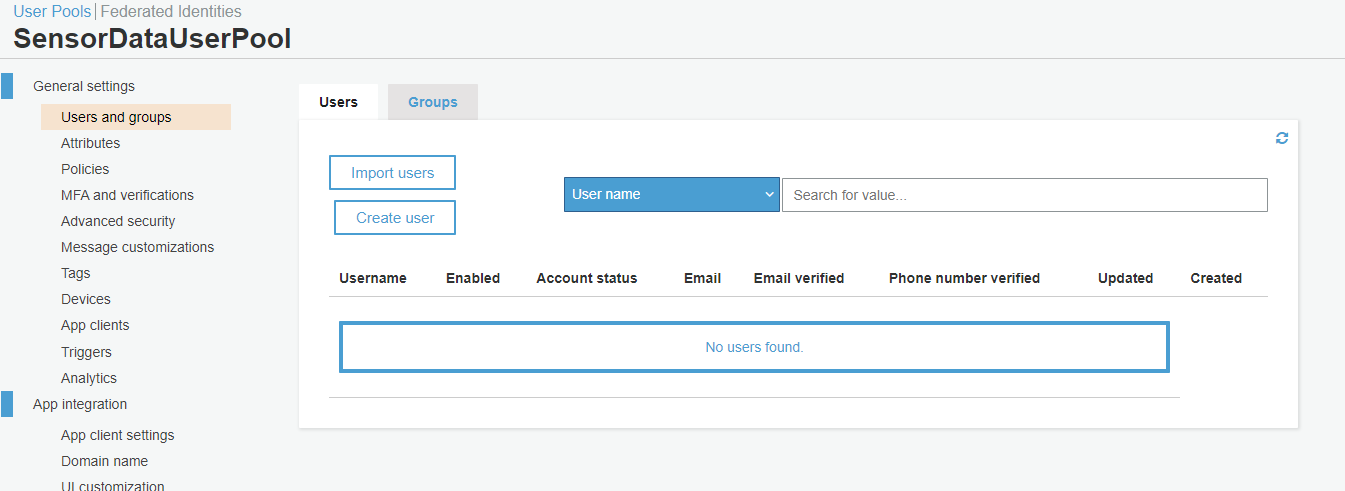 User Pools | Federated Identities
SensorDataUserPool
General settings
Users and groups
Attributes
Policies
MFA and verifications
Advanced security
Message customizations
Tags
Devices
App clients
Triggers
Analytics
App integration
App client settings
Domain name
UI customization
Users Groups
Import users
Create user
User name Search for value...
Username Enabled Account status Email Email verified Phone number verified Updated Created
No users found.